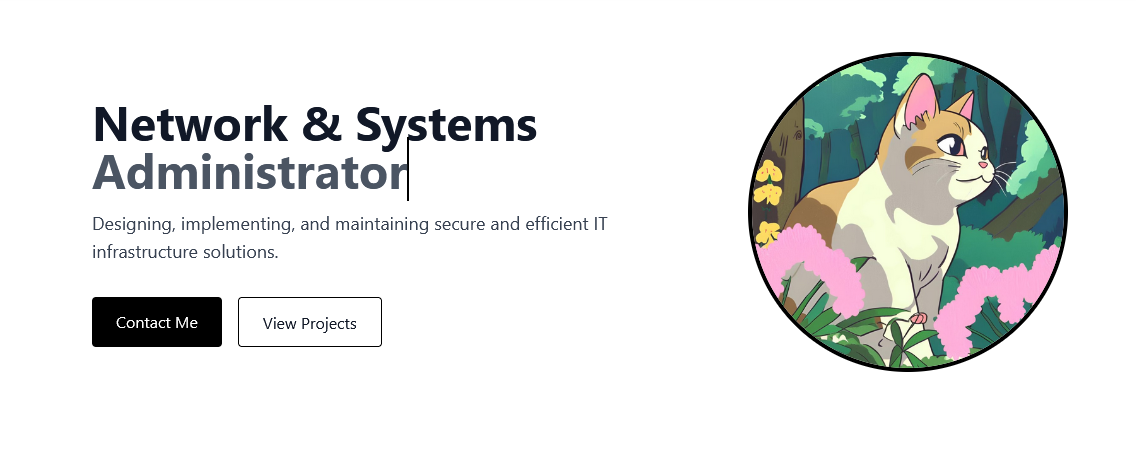 Network & Systems
Administrator
Designing, implementing, and maintaining secure and efficient IT
infrastructure solutions.
Contact Me
View Projects